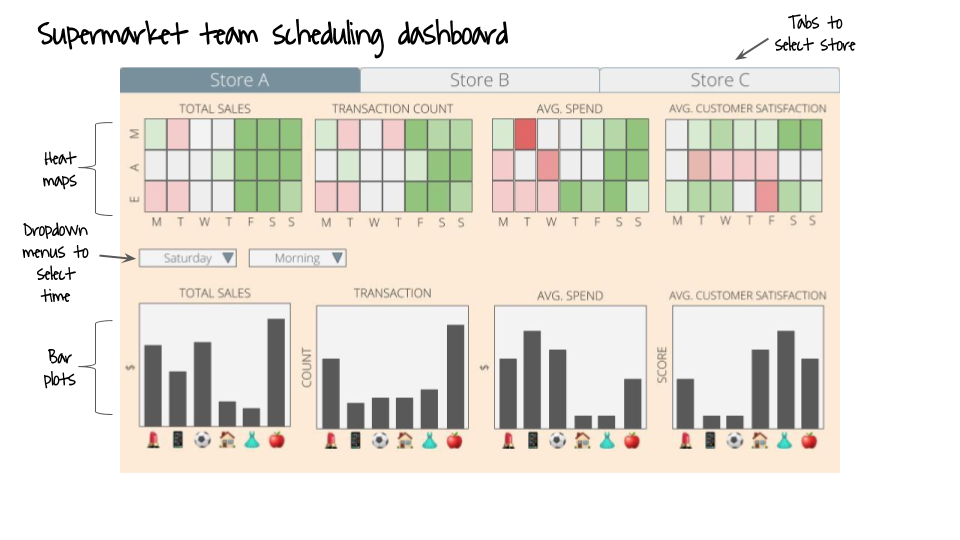 Supermarket team scheduling dashboard
Tabs to
select store
Store A Store B Store C
TOTAL SALES TRANSACTION COUNT AVG. SPEND AVG. CUSTOMER SATISFACTION
M
A
E
Heat
maps
M T W T F S S M T W T F S S M T W T F S S M T W T F S S
Dropdown
menus to
select
time
Saturday Morning
TOTAL SALES TRANSACTION AVG. SPEND AVG. CUSTOMER SATISFACTION
$ COUNT $ SCORE
Bar
plots